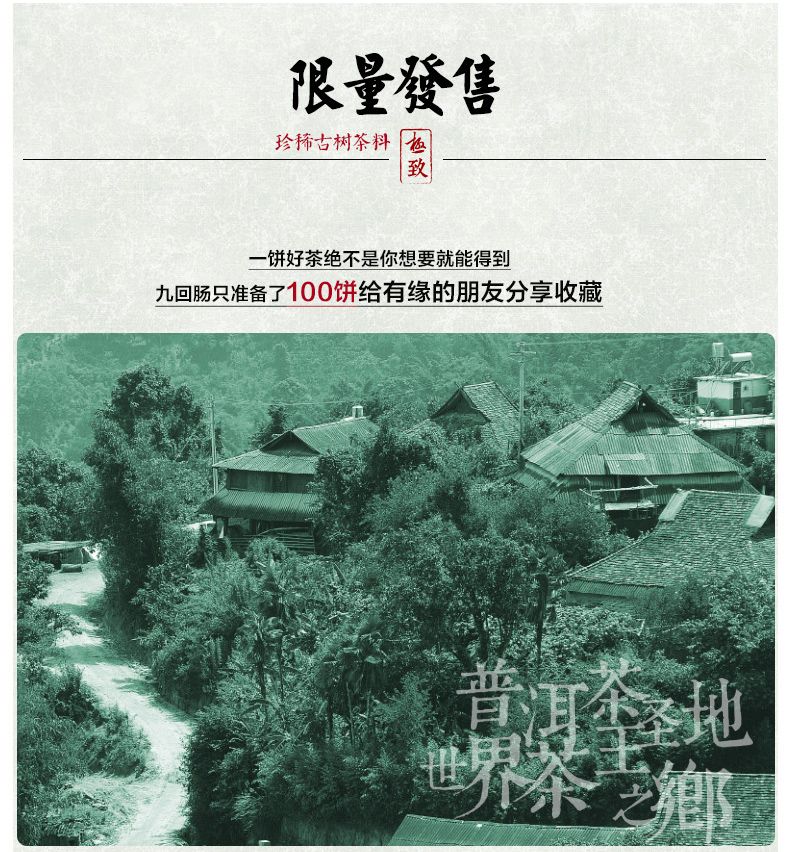 限量發售
珍稀古树茶料
極致
一饼好茶绝不是你想要就能得到
九回肠只准备了100饼给有缘的朋友分享收藏
普洱茶圣地
世界茶王之鄉